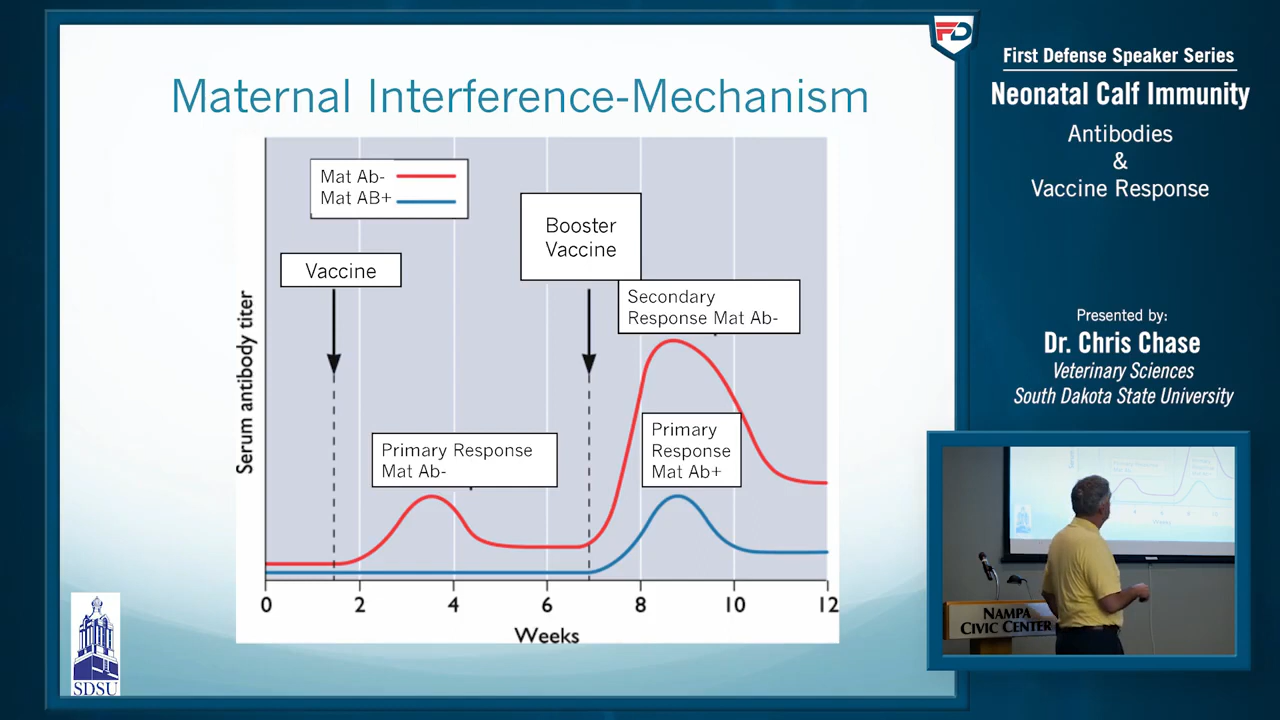 FD
First Defense Speaker Series
Neonatal Calf Immunity
Antibodies
&
Vaccine Response
Presented by:
Dr. Chris Chase
Veterinary Sciences
South Dakota State University
Maternal Interference-Mechanism
Mat Ab-
Mat AB+
Vaccine
Booster
Vaccine
Secondary
Response Mat Ab-
Primary Response
Mat Ab-
Primary
Response
Mat Ab+
Serum antibody titer
0 2 4 6 8 10 12
Weeks
SDSU
NAMPA
CIVIC CENTER